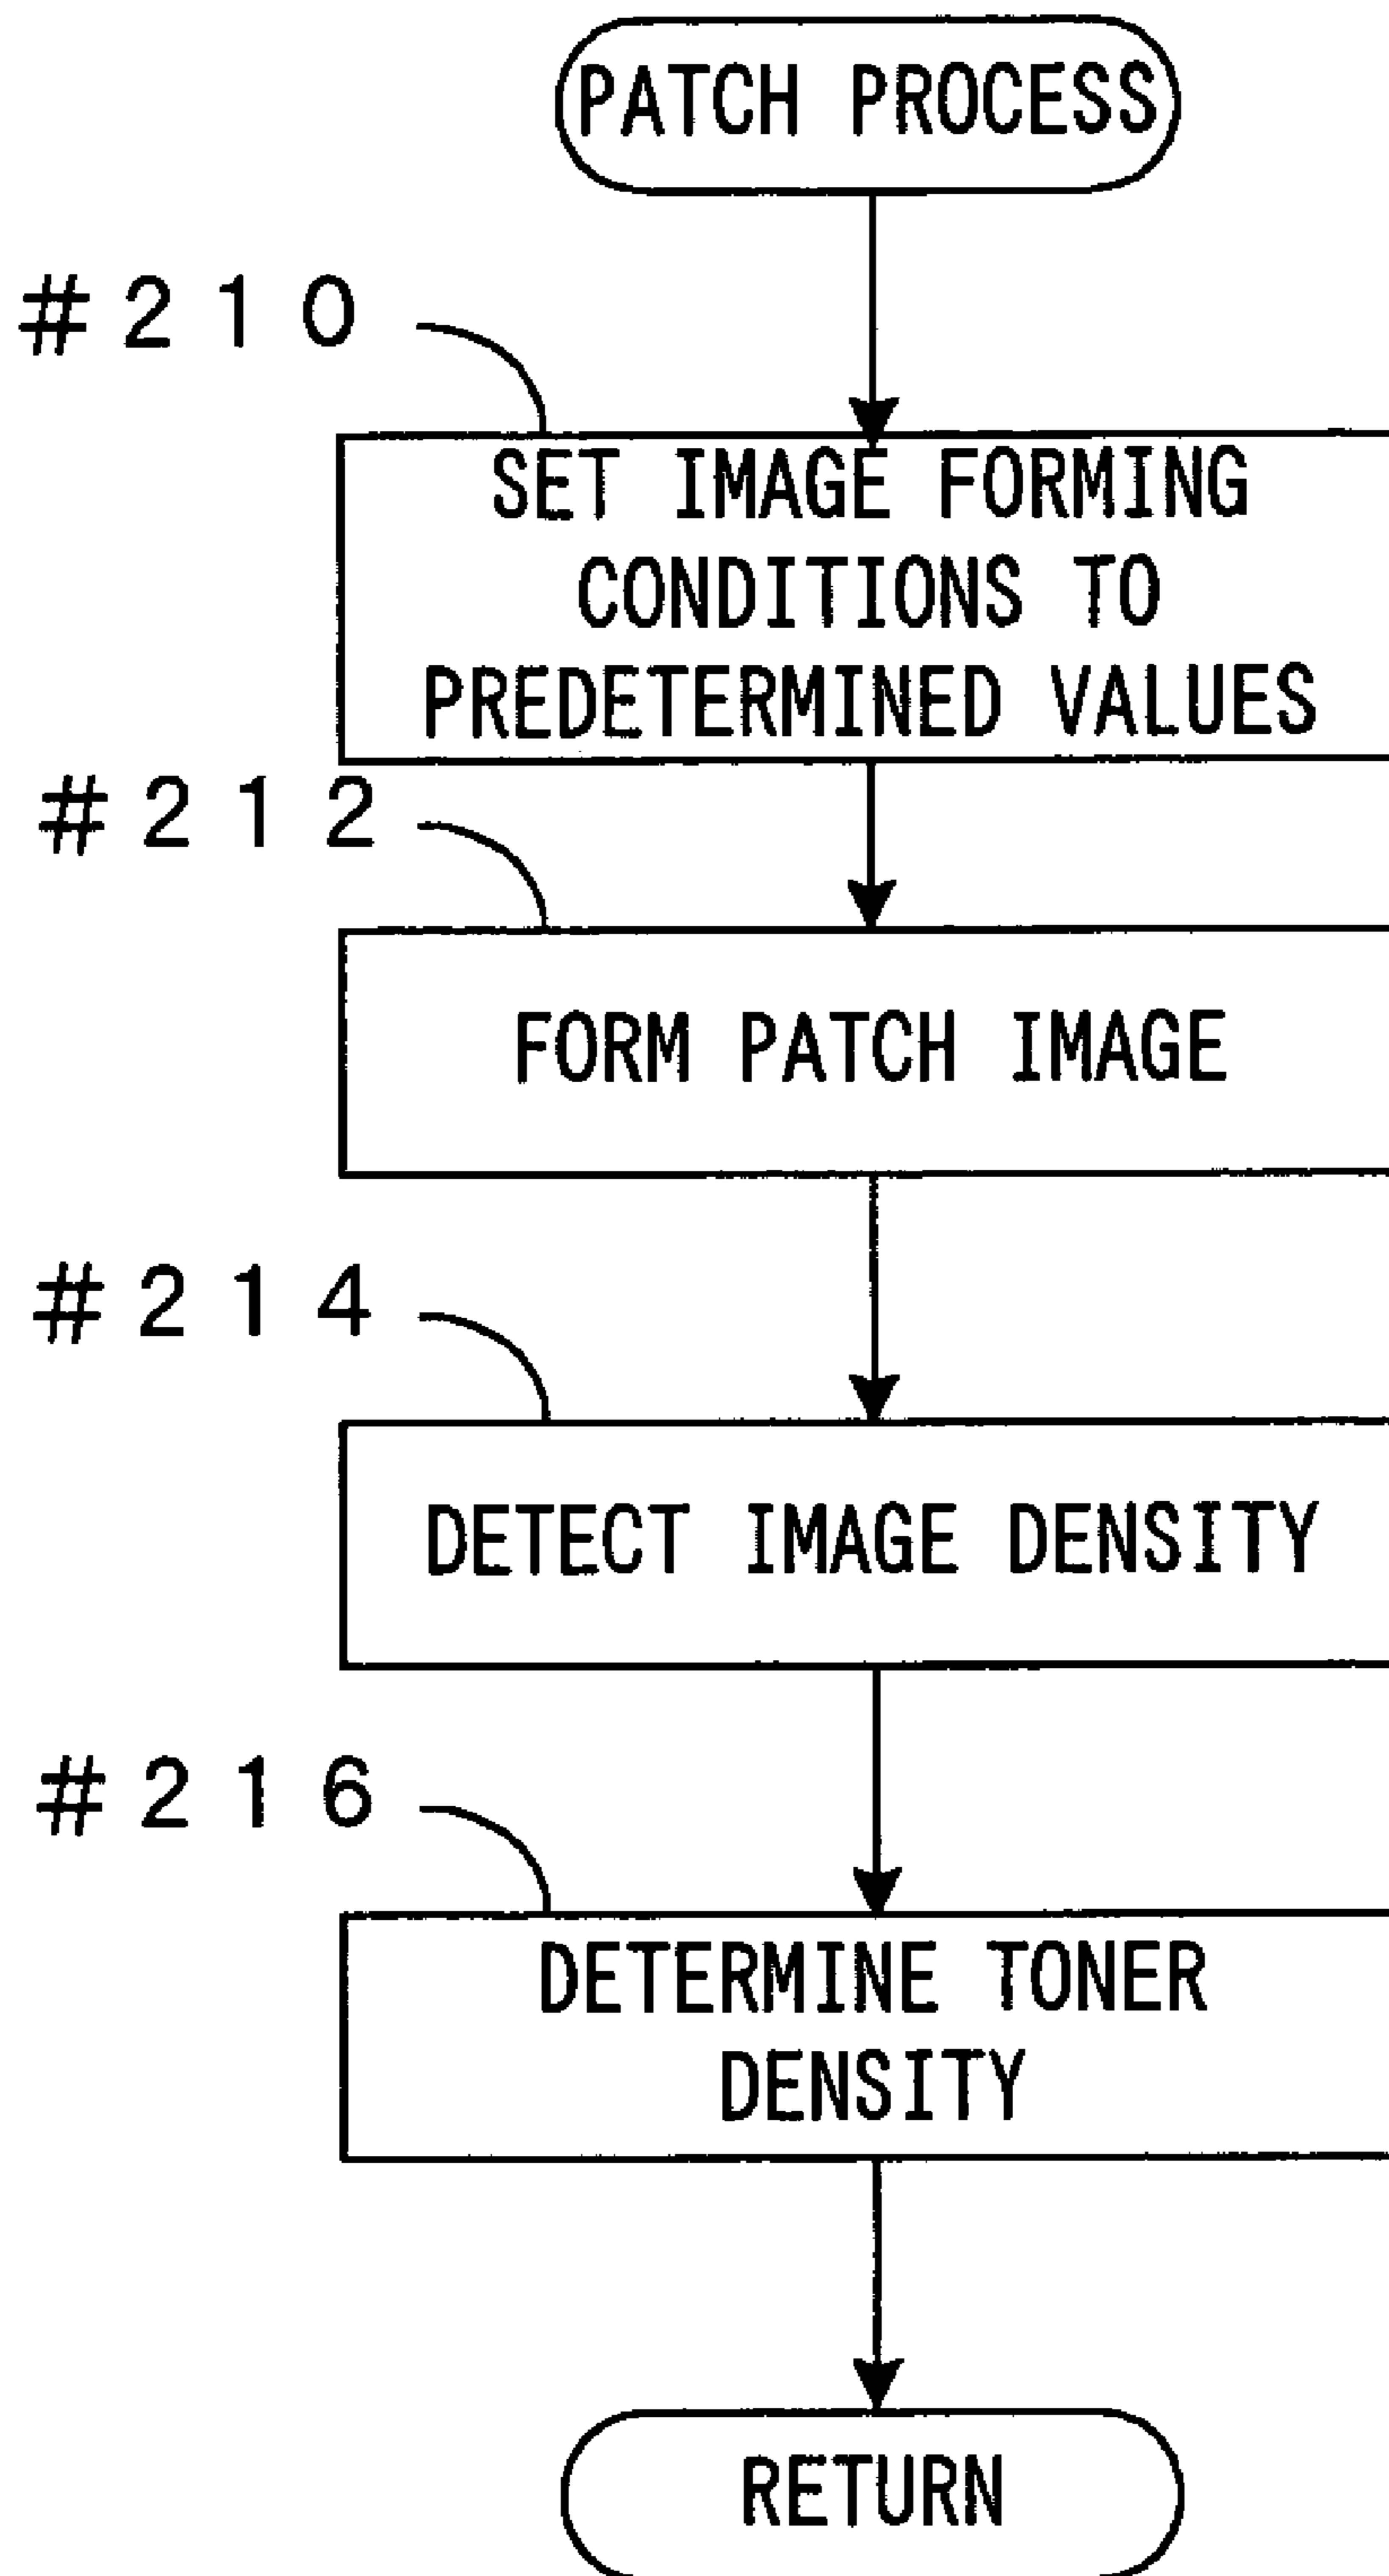 PATCH PROCESS
#210
SET IMAGE FORMING
CONDITIONS TO
PREDETERMINED VALUES
#212
FORM PATCH IMAGE
#214
DETECT IMAGE DENSITY
#216
DETERMINE TONER
DENSITY
RETURN